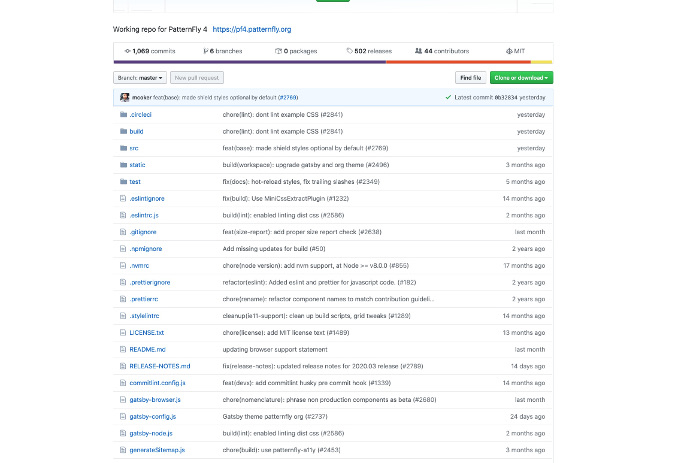 Working repo for PatternFly 4 https://pf4.patternfly.org
1,069 commits 6 branches 0 packages 502 releases 44 contributors MIT
Branch: master New pull request Find file Clone or download
mcoker feat(base): made shield styles optional by default (#2769) Latest commit 0b32834 yesterday
.circleci chore(lint): dont lint example CSS (#2841) yesterday
build chore(lint): dont lint example CSS (#2841) yesterday
src feat(base): made shield styles optional by default (#2769) yesterday
static build(workspace): upgrade gatsby and org theme (#2496) 3 months ago
test fix(docs): hot-reload styles, fix trailing slashes (#2349) 5 months ago
.eslintignore fix(build): Use MiniCssExtractPlugin (#1232) 14 months ago
.eslintrc.js build(lint): enabled linting dist css (#2586) 2 months ago
.gitignore feat(size-report): add proper size report check (#2638) last month
.npmignore Add missing updates for build (#50) 2 years ago
.nvmrc chore(node version): add nvm support, at Node >= v8.0.0 (#855) 17 months ago
.prettierignore refactor(eslint): Added eslint and prettier for javascript code. (#182) 2 years ago
.prettierrc chore(rename): refactor component names to match contribution guideli... 2 years ago
.stylelintrc cleanup(ie11-support): clean up build scripts, grid tweaks (#1289) 14 months ago
LICENSE.txt chore(license): add MIT license text (#1489) 13 months ago
README.md updating browser support statement last month
RELEASE-NOTES.md fix(release-notes): updated release notes for 2020.03 release (#2789) 14 days ago
commitlint.config.js feat(devx): add commitlint husky pre commit hook (#1339) 14 months ago
gatsby-browser.js chore(nomenclature): phrase non production components as beta (#2680) last month
gatsby-config.js Gatsby theme patternfly org (#2737) 24 days ago
gatsby-node.js build(lint): enabled linting dist css (#2586) 2 months ago
generateSitemap.js chore(build): use patternfly-a11y (#2453) 3 months ago